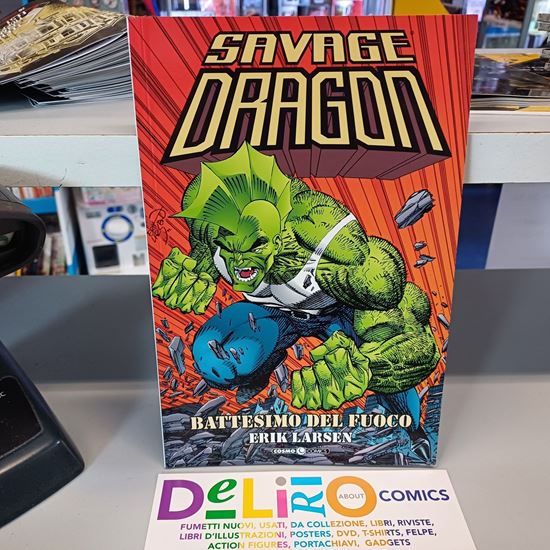 SAVAGE
DRAGON
BATTESIMO DEL FUOCO
ERIK LARSEN
COSMO COMICS
DeLiRiO
ABOUT
COMICS
FUMETTI NUOVI, USATI, DA COLLEZIONE, LIBRI, RIVISTE,
LIBRI D'ILLUSTRAZIONI, POSTERS, DVD, T-SHIRTS, FELPE,
ACTION FIGURES, PORTACHIAVI, GADGETS